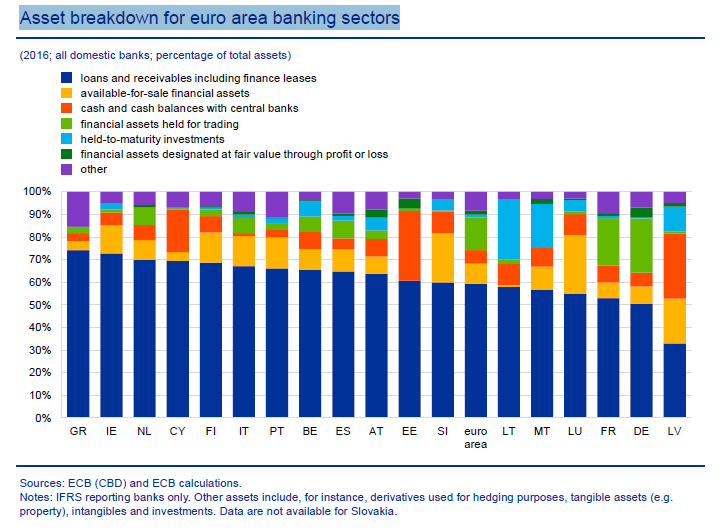 Asset breakdown for euro area banking sectors
(2016; all domestic banks; percentage of total assets)
loans and receivables including finance leases
available-for-sale financial assets
cash and cash balances with central banks
financial assets held for trading
held-to-maturity investments
financial assets designated at fair value through profit or loss
other
100%
90%
80%
70%
60%
50%
40%
30%
20%
10%
0%
GR IE NL CY FI IT PT BE ES AT EE SI euro LT MT LU FR DE LV
area
Sources: ECB (CBD) and ECB calculations.
Notes: IFRS reporting banks only. Other assets include, for instance, derivatives used for hedging purposes, tangible assets (e.g.
property), intangibles and investments. Data are not available for Slovakia.